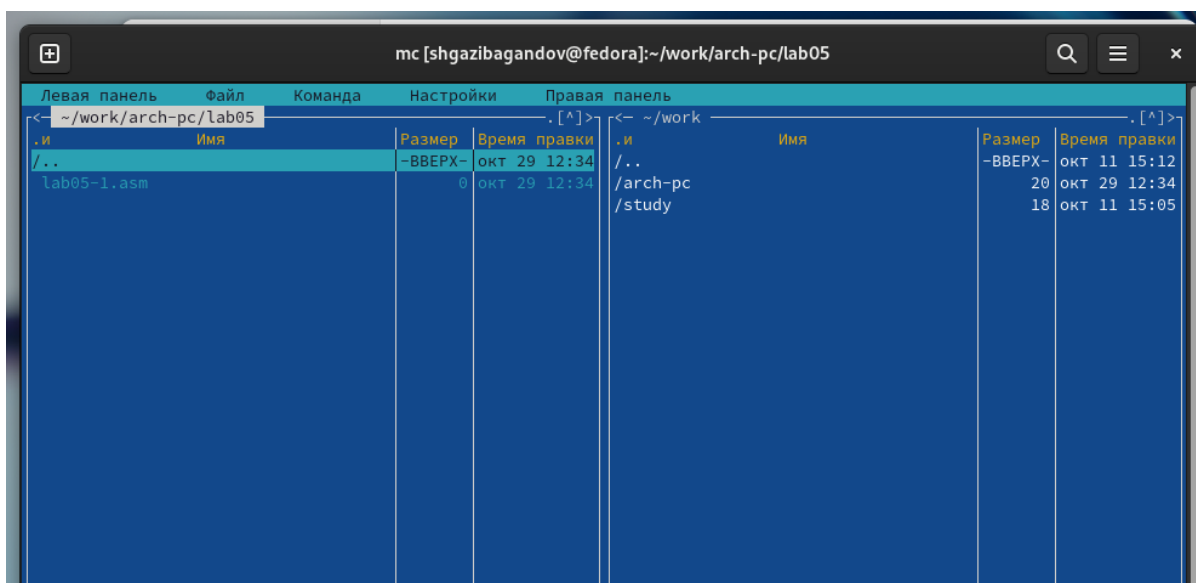 mc [shgazibagandov@fedora]:~/work/arch-pc/lab05
Левая панель Файл Команда Настройки Правая панель
<— ~/work/arch-pc/lab05 .[^]> <— ~/work .[^]>
.и Имя Размер Время правки .и Имя Размер Время правки
/.. -ВВЕРХ- окт 29 12:34 /.. -ВВЕРХ- окт 11 15:12
lab05-1.asm 0 окт 29 12:34 /arch-pc 20 окт 29 12:34
/study 18 окт 11 15:05